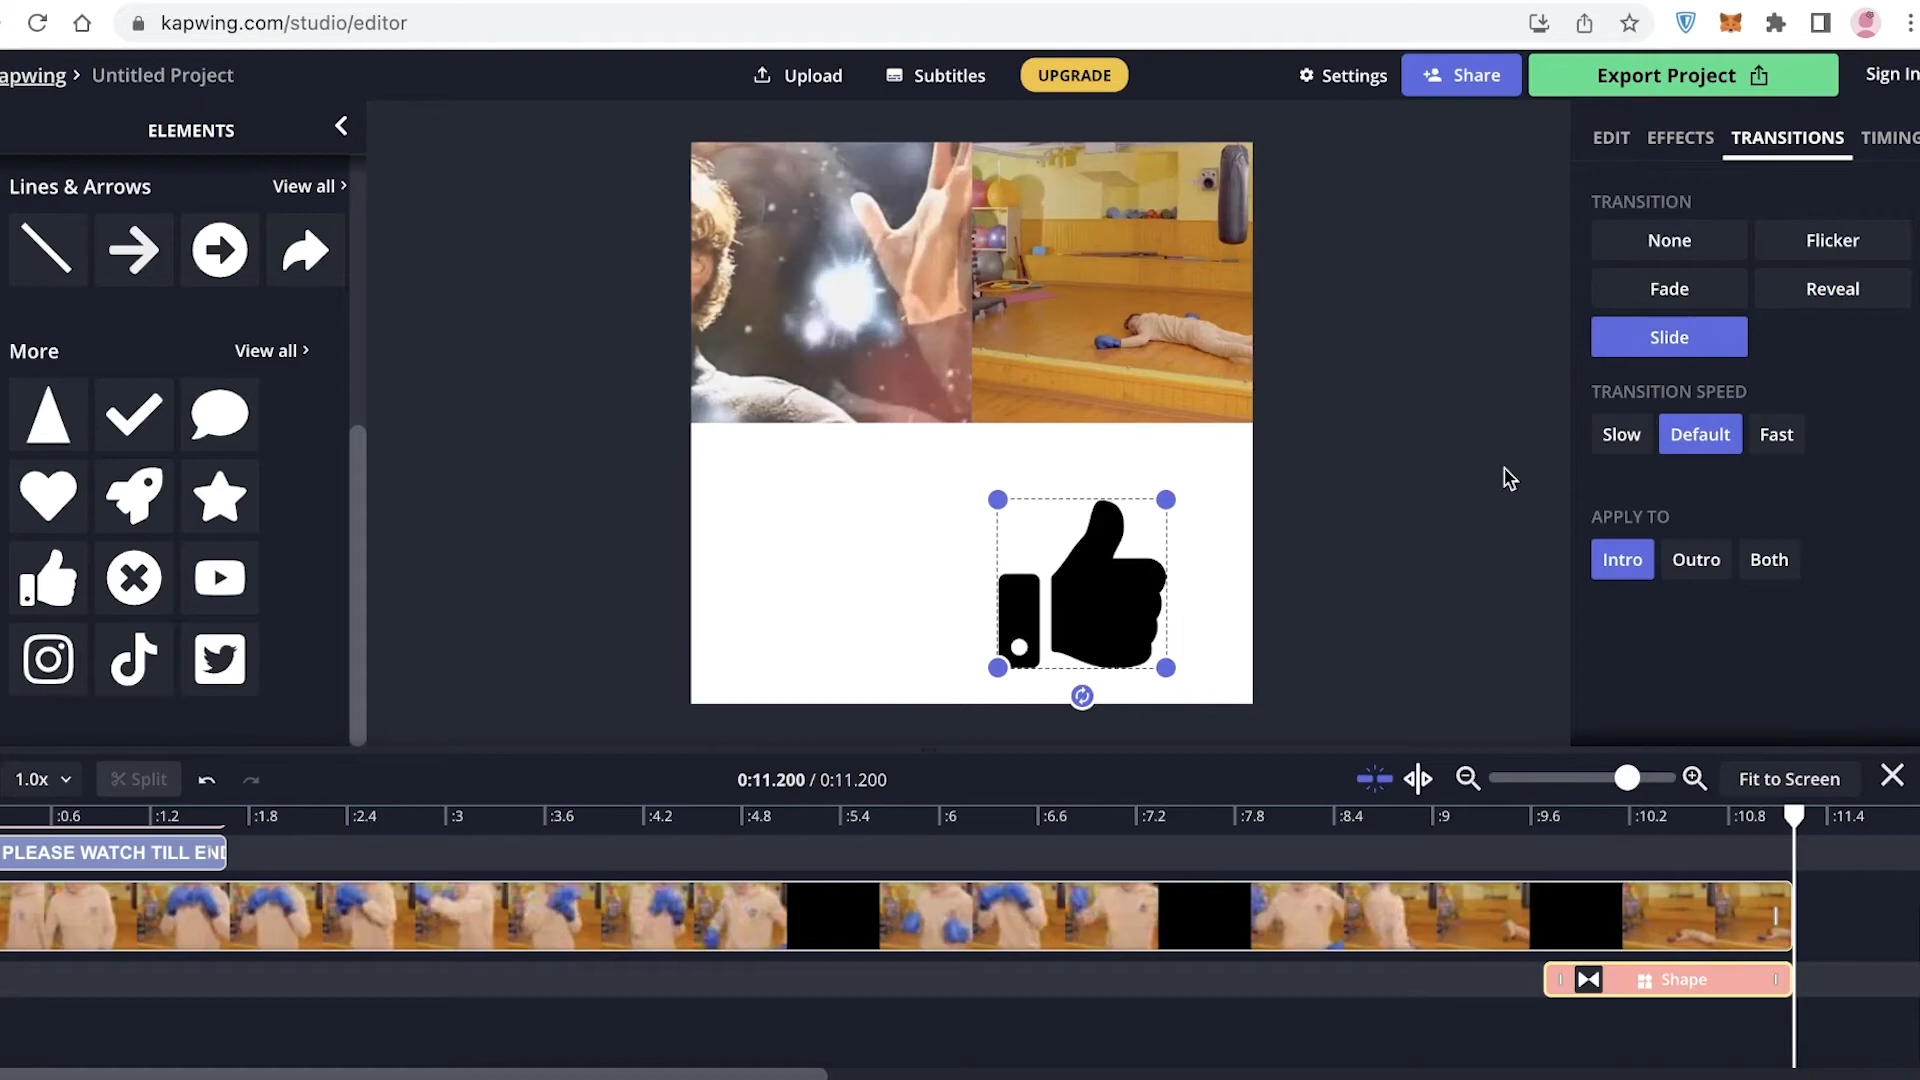 kapwing.com/studio/editor
apwing > Untitled Project
Upload
Subtitles
UPGRADE
Settings
Share
Export Project
Sign In
ELEMENTS
Lines & Arrows
View all >
More
View all >
EDIT
EFFECTS
TRANSITIONS
TIMING
TRANSITION
None
Flicker
Fade
Reveal
Slide
TRANSITION SPEED
Slow
Default
Fast
APPLY TO
Intro
Outro
Both
1.0x
Split
0:11.200 / 0:11.200
Fit to Screen
:0.6
:1.2
:1.8
:2.4
:3
:3.6
:4.2
:4.8
:5.4
:6
:6.6
:7.2
:7.8
:8.4
:9
:9.6
:10.2
:10.8
:11.4
PLEASE WATCH TILL END
Shape